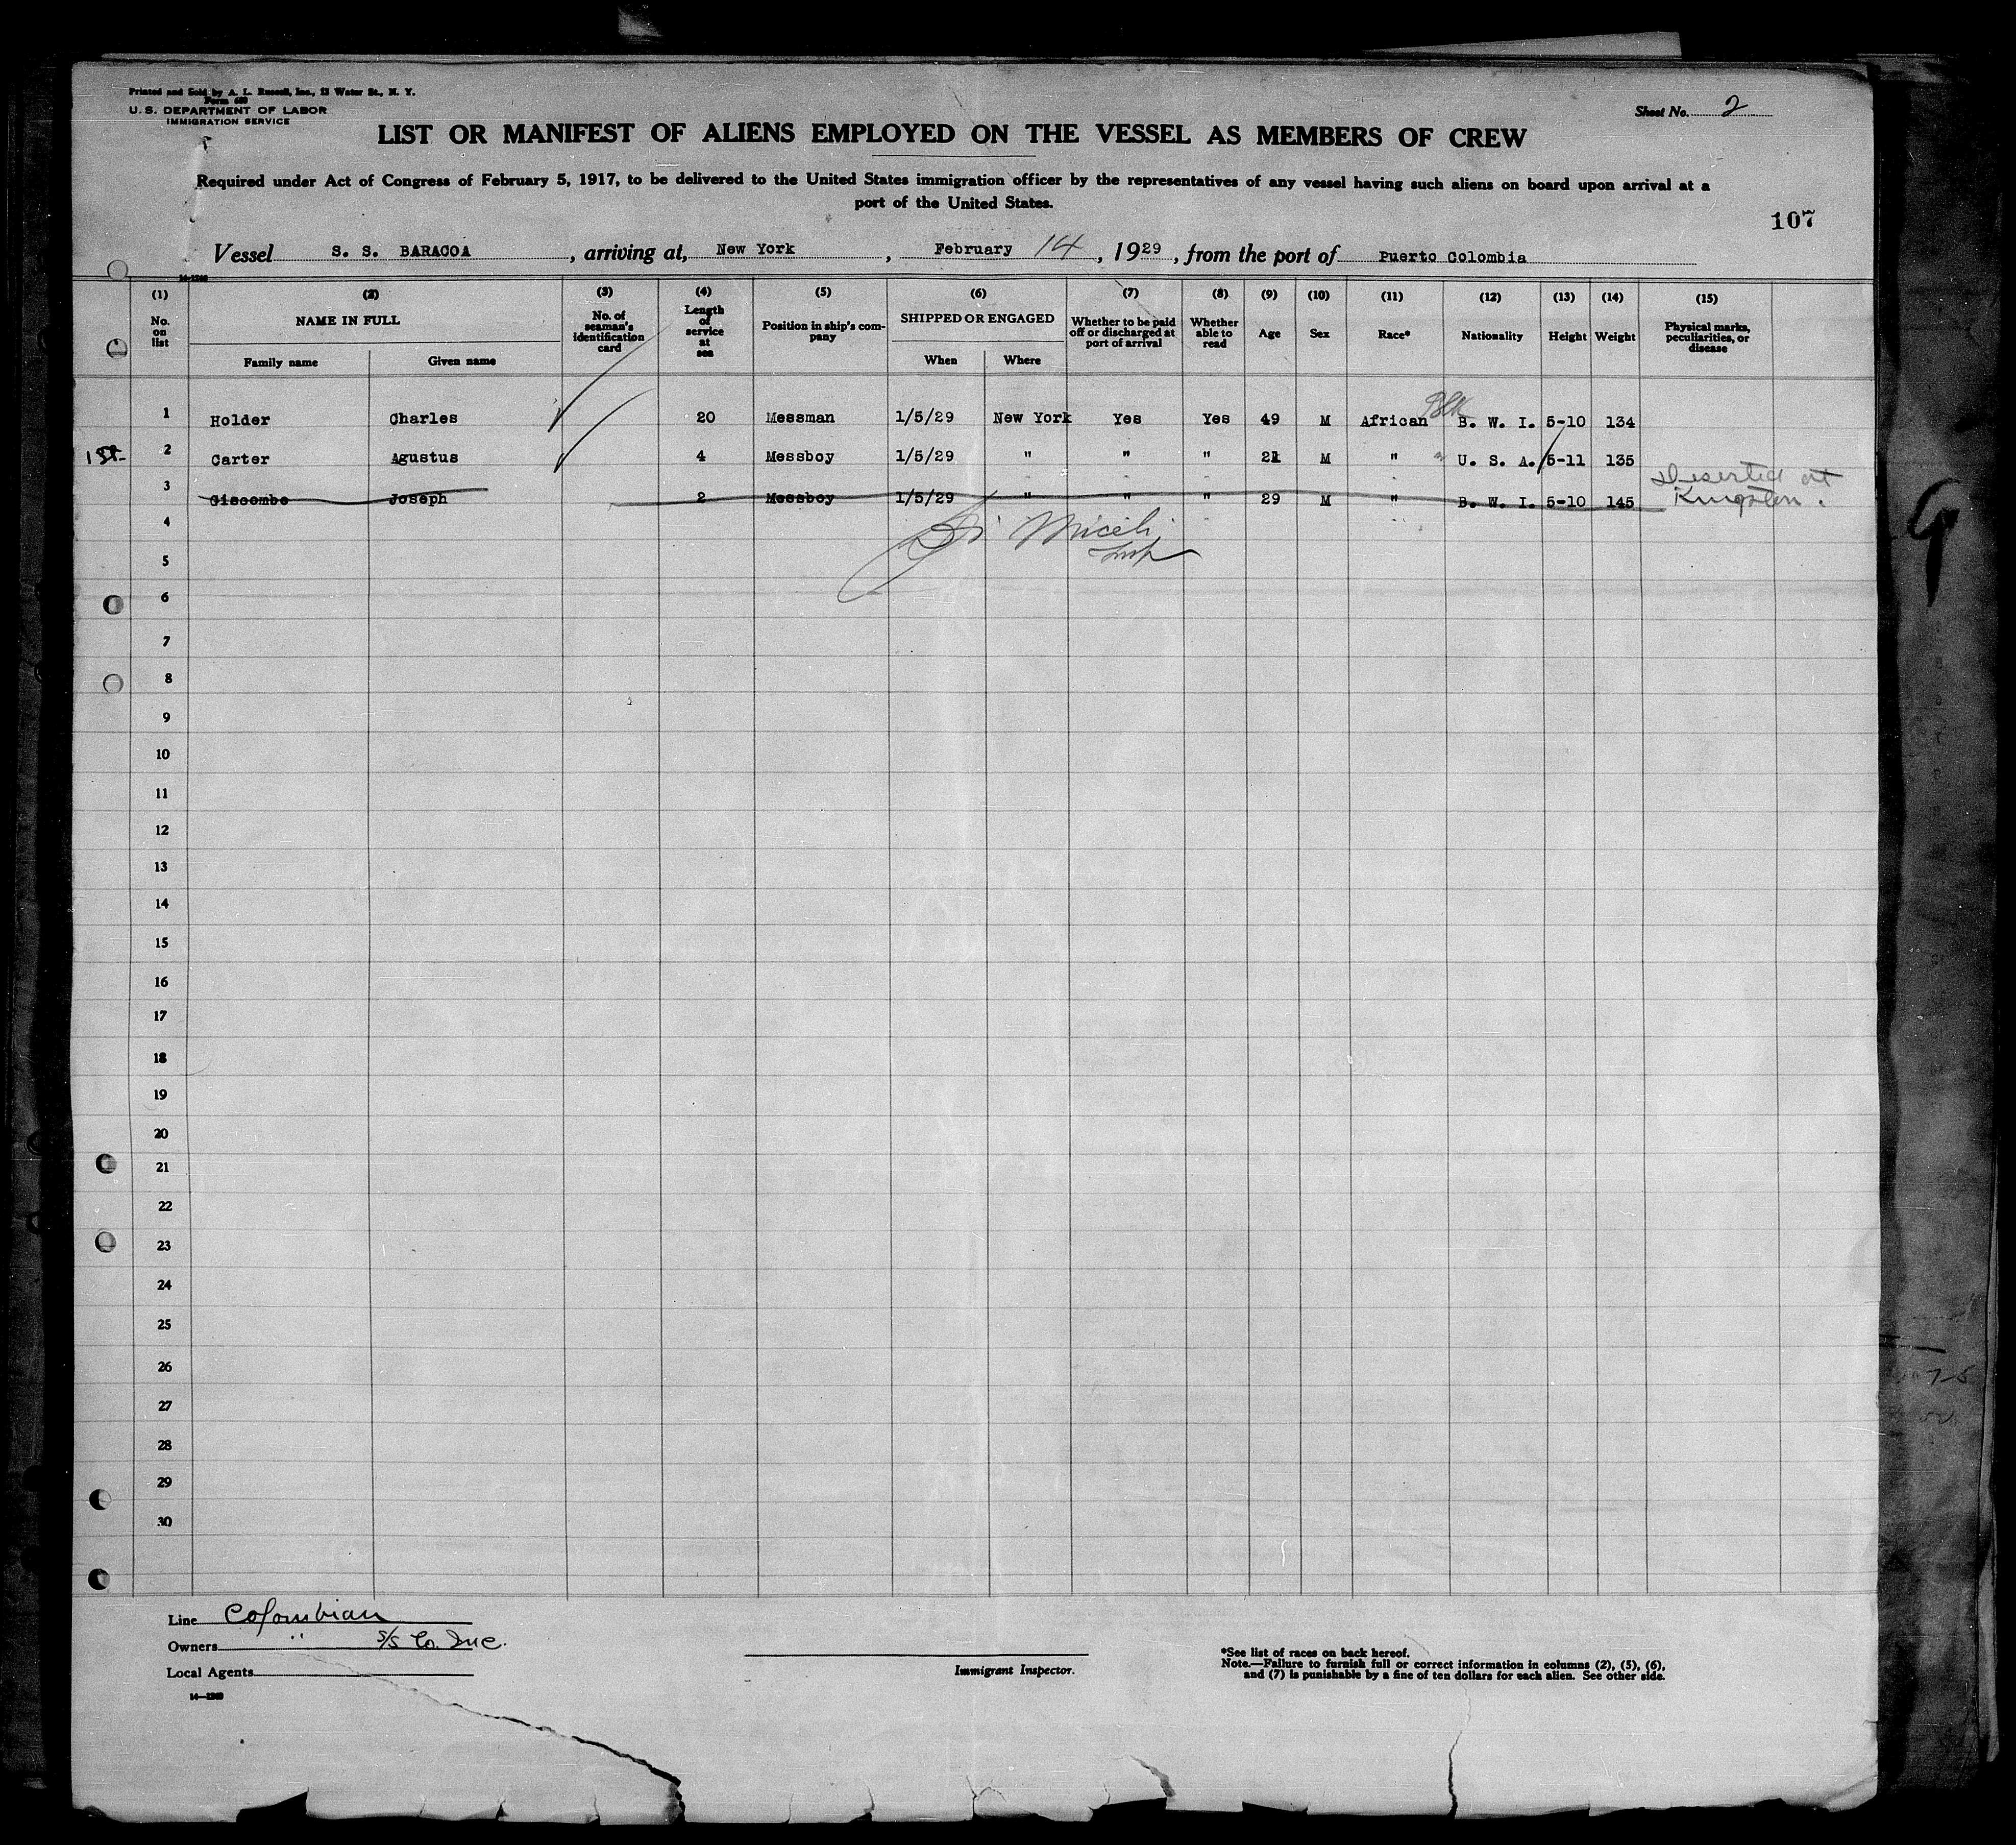 Printed and Sold by A. L. Russell, Inc., 13 Water St., N. Y.
Form 689
U. S. DEPARTMENT OF LABOR
IMMIGRATION SERVICE
Sheet No. 2
LIST OR MANIFEST OF ALIENS EMPLOYED ON THE VESSEL AS MEMBERS OF CREW
Required under Act of Congress of February 5, 1917, to be delivered to the United States immigration officer by the representatives of any vessel having such aliens on board upon arrival at a
port of the United States.
107
Vessel S. S. BARACOA, arriving at, New York, February 14, 1929, from the port of Puerto Colombia
(1) No. on list (2) NAME IN FULL Family name Given name (3) No. of seaman's identification card (4) Length of service at sea (5) Position in ship's company (6) SHIPPED OR ENGAGED When Where (7) Whether to be paid off or discharged at port of arrival (8) Whether able to read (9) Age (10) Sex (11) Race* (12) Nationality (13) Height (14) Weight (15) Physical marks, peculiarities, or disease
1 Holder Charles 20 Messman 1/5/29 New York Yes Yes 49 M African Blk B. W. I. 5-10 134
1st 2 Carter Agustus 4 Messboy 1/5/29 " " " 21 M " " U. S. A. 5-11 135
3 Giscombe Joseph 2 Messboy 1/5/29 " " " 29 M " B. W. I. 5-10 145 Deserted at Kingston.
4
Miceli
Insp
5
6
7
8
9
10
11
12
13
14
15
16
17
18
19
20
21
22
23
24
25
26
27
28
29
30
Line Colombian
Owners " S/S Co. Inc.
Local Agents
Immigrant Inspector.
*See list of races on back hereof.
Note.—Failure to furnish full or correct information in columns (2), (5), (6),
and (7) is punishable by a fine of ten dollars for each alien. See other side.